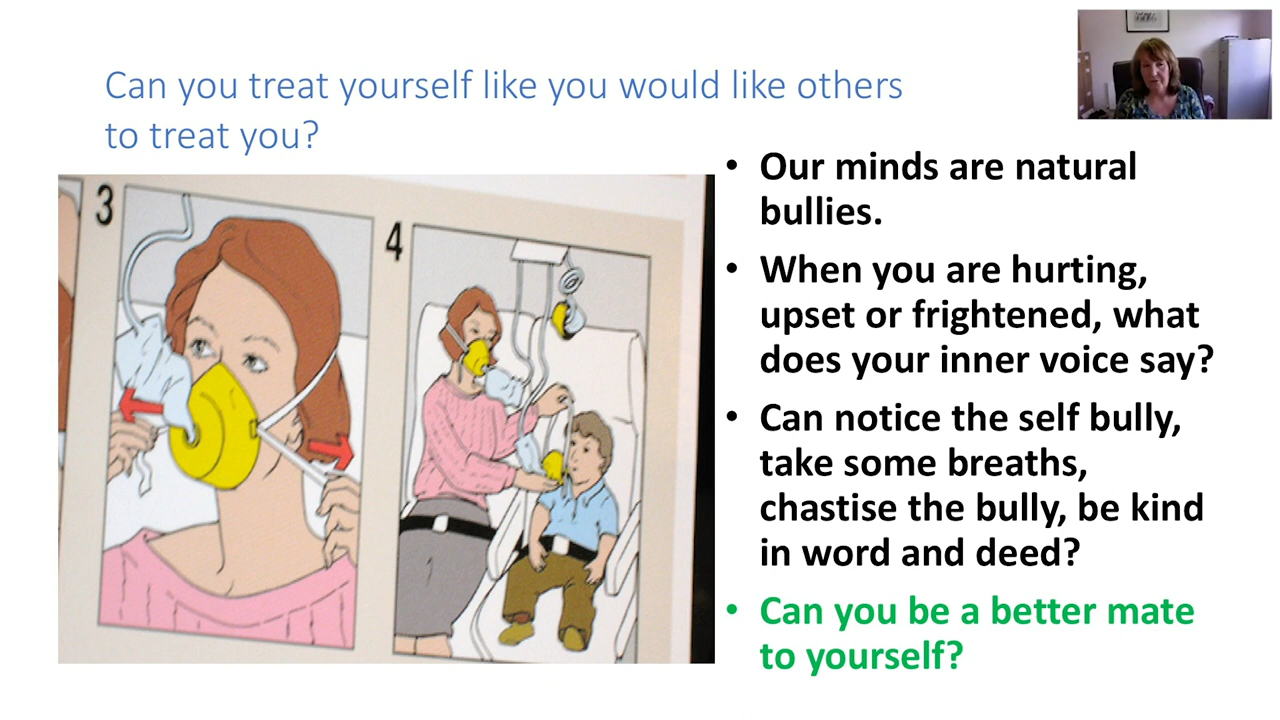 Can you treat yourself like you would like others
to treat you?
3
4
• Our minds are natural
bullies.
• When you are hurting,
upset or frightened, what
does your inner voice say?
• Can notice the self bully,
take some breaths,
chastise the bully, be kind
in word and deed?
• Can you be a better mate
to yourself?